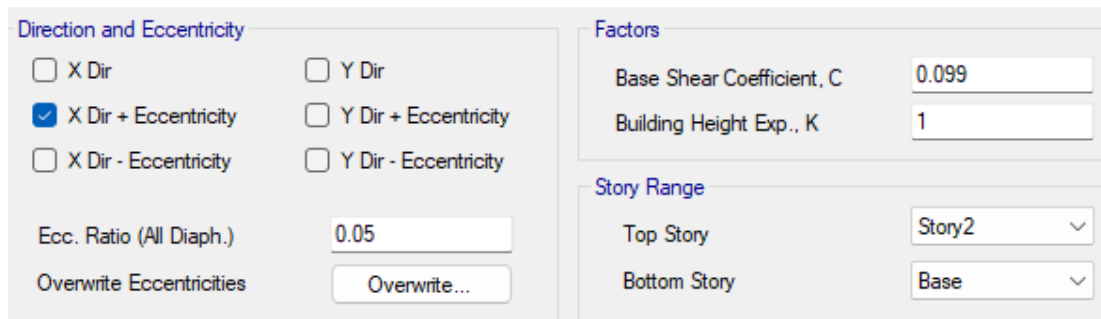 Direction and Eccentricity
X Dir
Y Dir
X Dir + Eccentricity
Y Dir + Eccentricity
X Dir - Eccentricity
Y Dir - Eccentricity
Ecc. Ratio (All Diaph.)
0.05
Overwrite Eccentricities
Overwrite...
Factors
Base Shear Coefficient, C
0.099
Building Height Exp., K
1
Story Range
Top Story
Story2
Bottom Story
Base